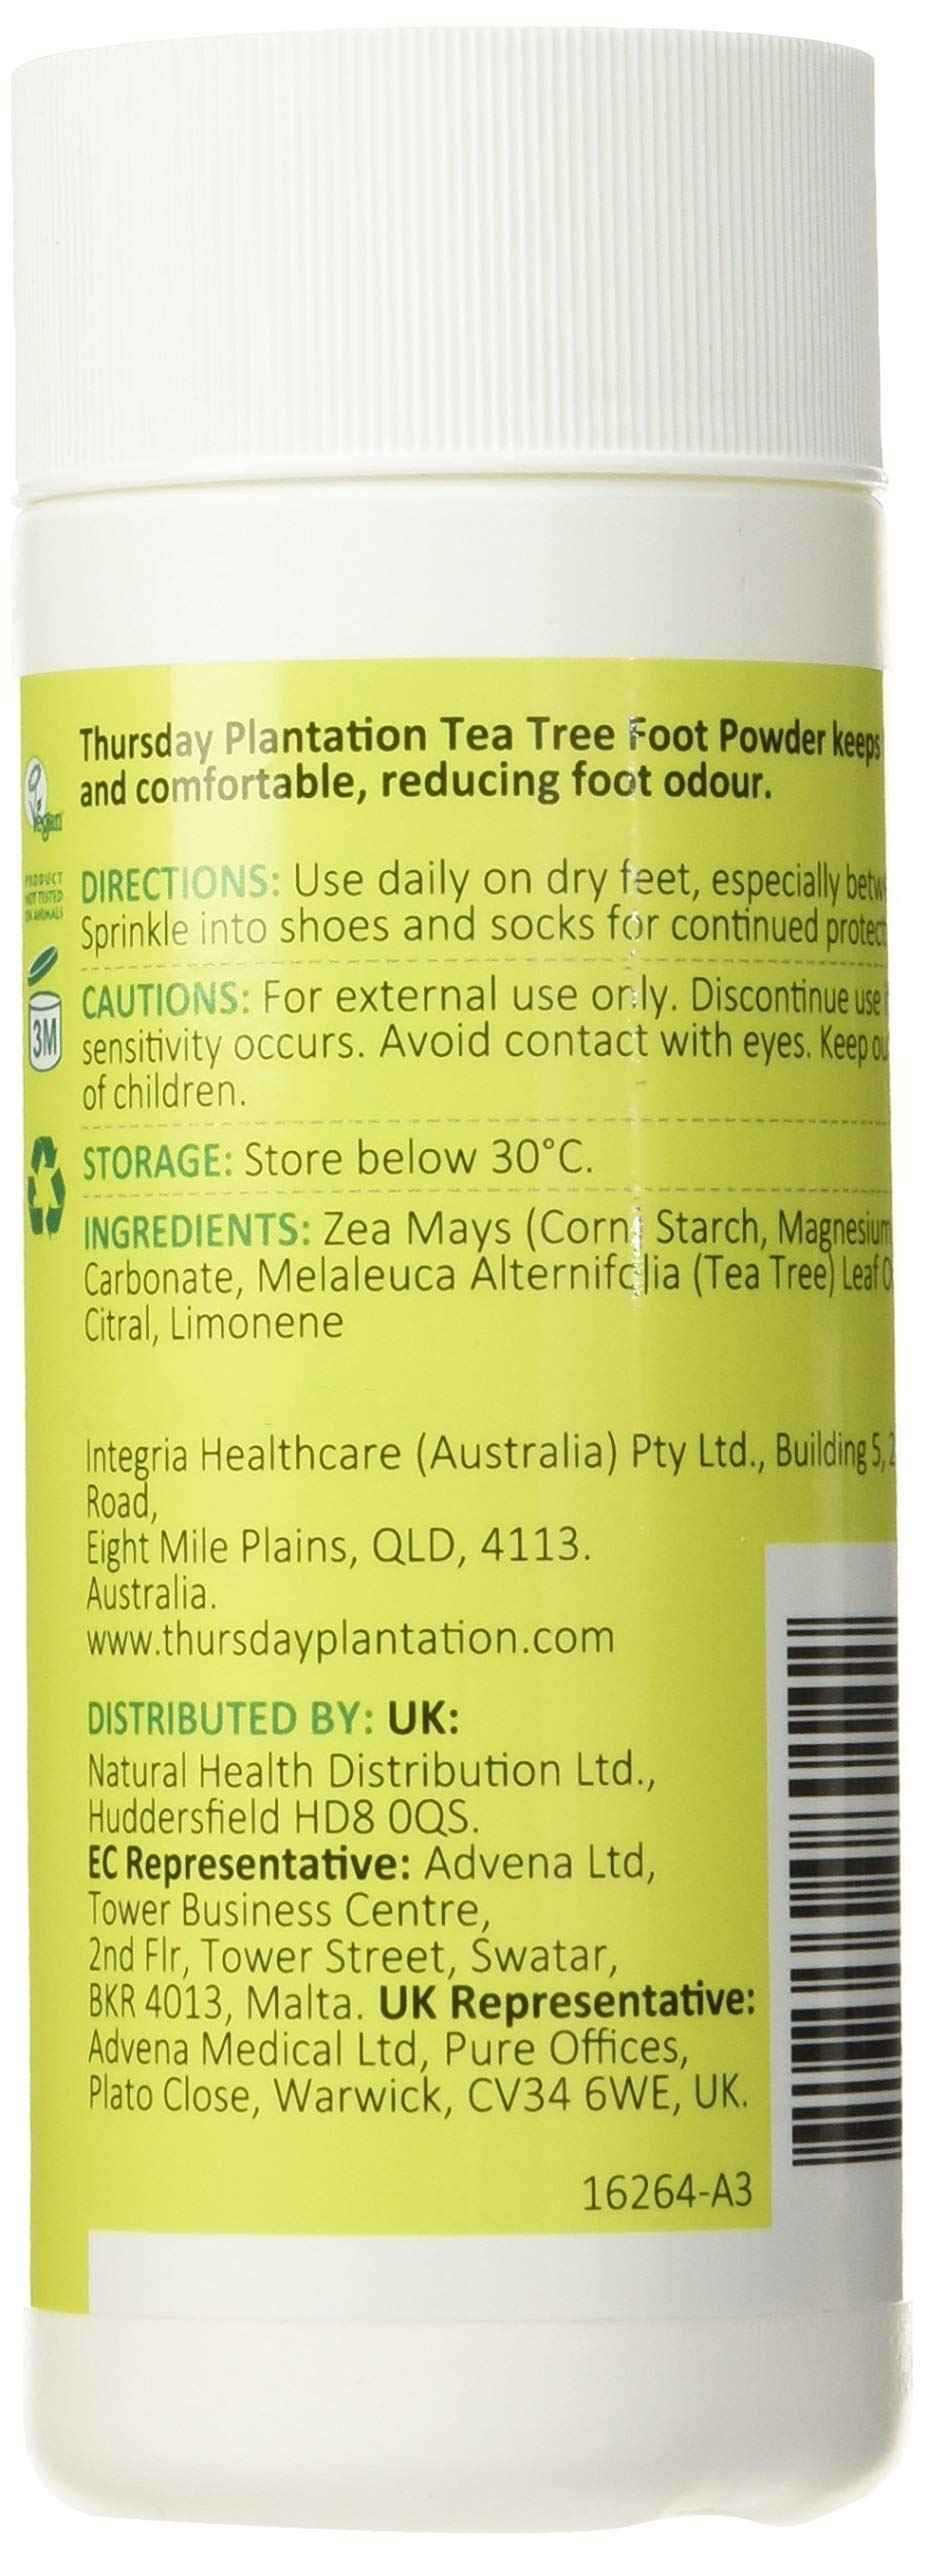 Thursday Plantation Tea Tree Foot Powder keeps
and comfortable, reducing foot odour.
Vegan
PRODUCT
NOT TESTED
ON ANIMALS
DIRECTIONS: Use daily on dry feet, especially
Sprinkle into shoes and socks for continued
3M
CAUTIONS: For external use only. Discontinue use
sensitivity occurs. Avoid contact with eyes. Keep
of children.
STORAGE: Store below 30°C.
INGREDIENTS: Zea Mays (Corn) Starch, Magnesium
Carbonate, Melaleuca Alternifolia (Tea Tree) Leaf
Citral, Limonene
Integria Healthcare (Australia) Pty Ltd., Building 5,
Road,
Eight Mile Plains, QLD, 4113.
Australia.
www.thursdayplantation.com
DISTRIBUTED BY: UK:
Natural Health Distribution Ltd.,
Huddersfield HD8 0QS.
EC Representative: Advena Ltd,
Tower Business Centre,
2nd Flr, Tower Street, Swatar,
BKR 4013, Malta. UK Representative:
Advena Medical Ltd, Pure Offices,
Plato Close, Warwick, CV34 6WE, UK.
16264-A3